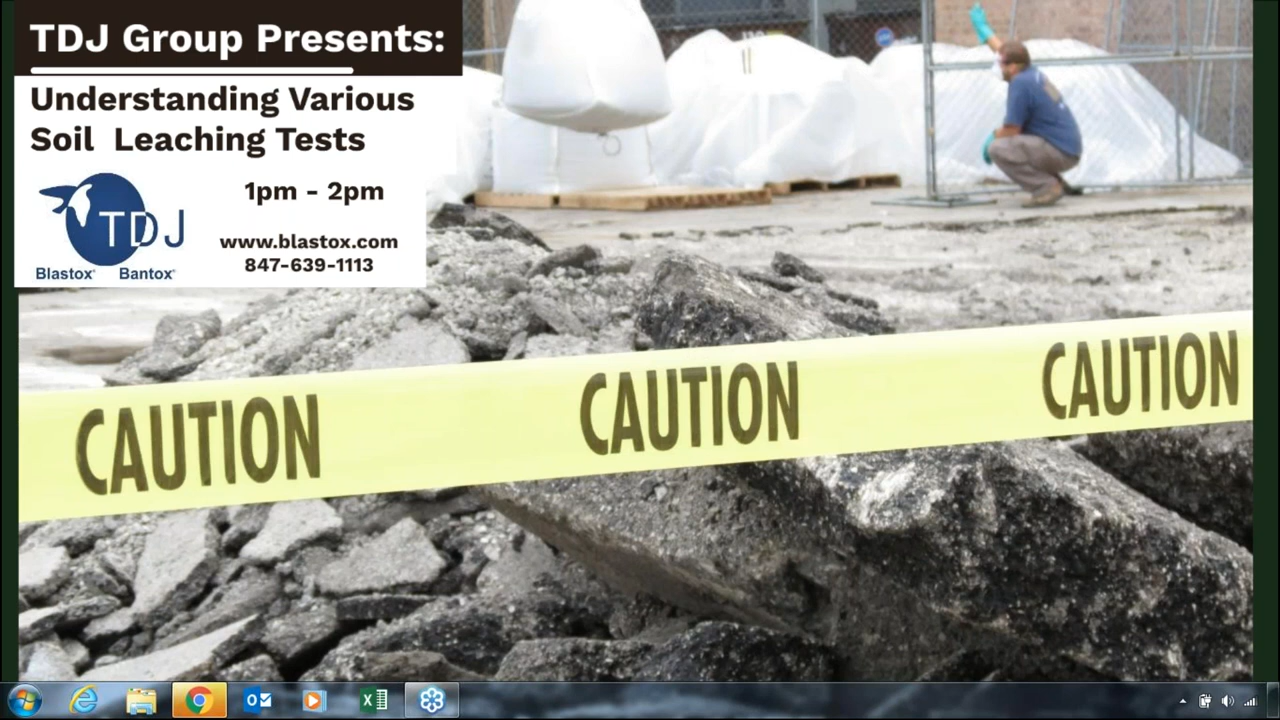 TDJ Group Presents:
Understanding Various
Soil Leaching Tests
TDJ
Blastox® Bantox®
1pm - 2pm
www.blastox.com
847-639-1113
CAUTION CAUTION CAUTION